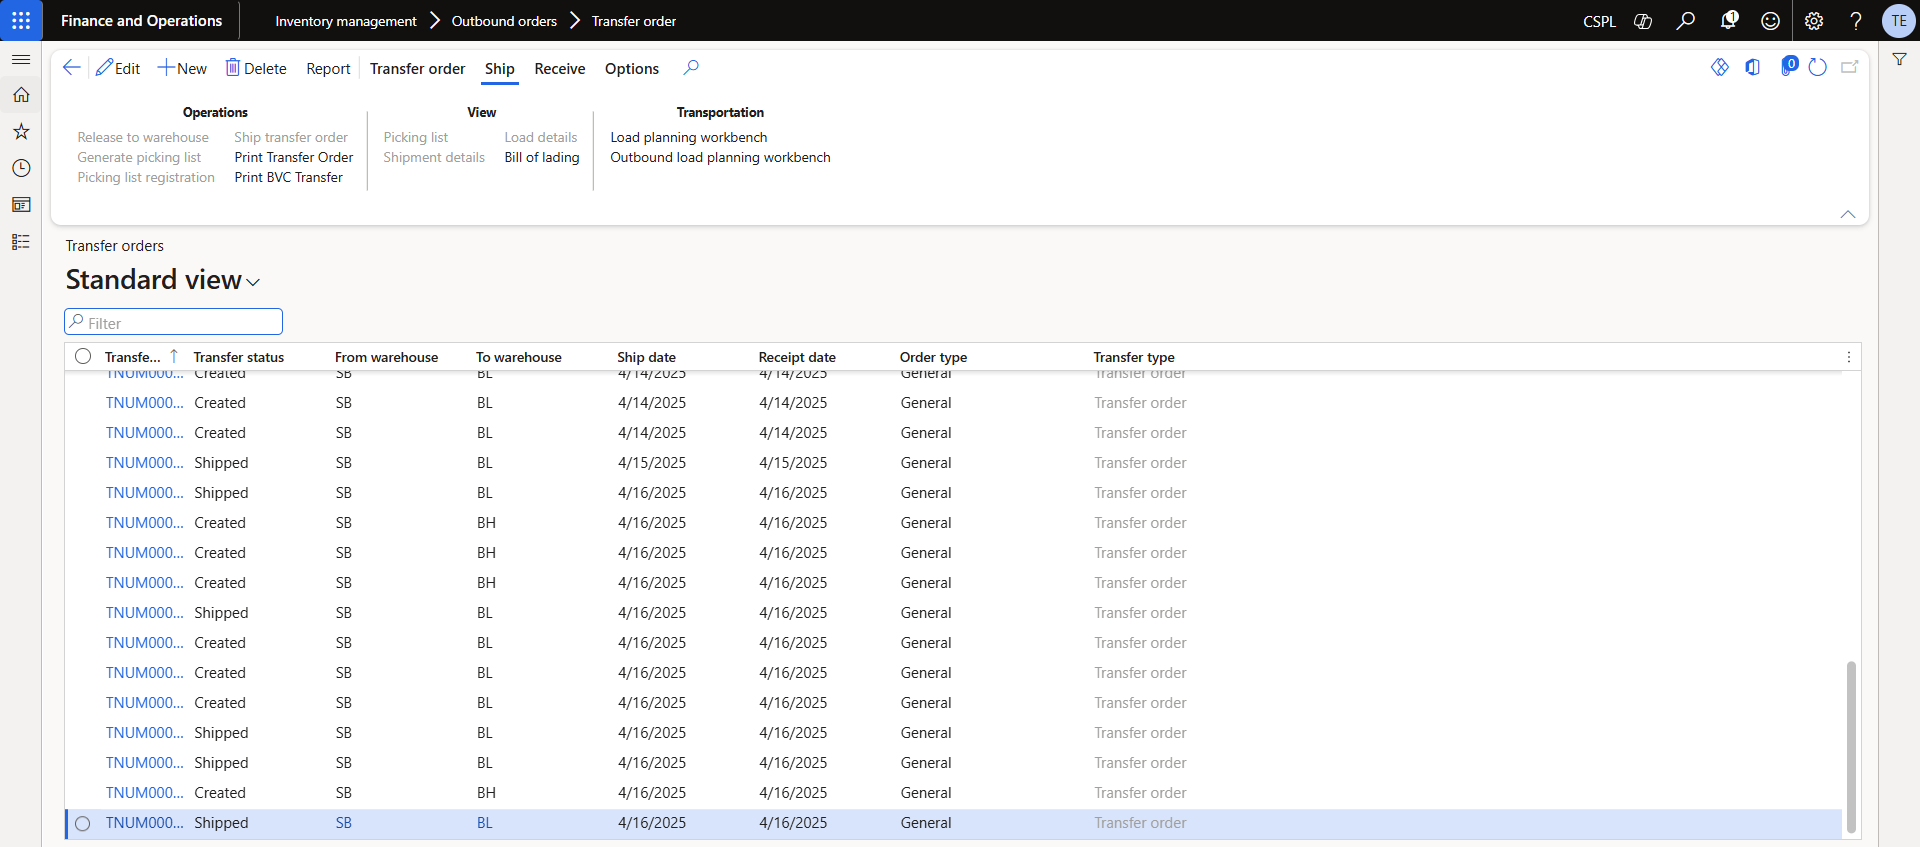 Finance and Operations
Inventory management > Outbound orders > Transfer order
CSPL
1
TE
Edit New Delete Report Transfer order Ship Receive Options
0
Operations View Transportation
Release to warehouse Ship transfer order Picking list Load details Load planning workbench
Generate picking list Print Transfer Order Shipment details Bill of lading Outbound load planning workbench
Picking list registration Print BVC Transfer
Transfer orders
Standard view
Filter
Transfe... Transfer status From warehouse To warehouse Ship date Receipt date Order type Transfer type
TNUM000... Created SB BL 4/14/2025 4/14/2025 General Transfer order
TNUM000... Created SB BL 4/14/2025 4/14/2025 General Transfer order
TNUM000... Created SB BL 4/14/2025 4/14/2025 General Transfer order
TNUM000... Shipped SB BL 4/15/2025 4/15/2025 General Transfer order
TNUM000... Shipped SB BL 4/16/2025 4/16/2025 General Transfer order
TNUM000... Created SB BH 4/16/2025 4/16/2025 General Transfer order
TNUM000... Created SB BH 4/16/2025 4/16/2025 General Transfer order
TNUM000... Created SB BH 4/16/2025 4/16/2025 General Transfer order
TNUM000... Shipped SB BL 4/16/2025 4/16/2025 General Transfer order
TNUM000... Created SB BL 4/16/2025 4/16/2025 General Transfer order
TNUM000... Created SB BL 4/16/2025 4/16/2025 General Transfer order
TNUM000... Created SB BL 4/16/2025 4/16/2025 General Transfer order
TNUM000... Shipped SB BL 4/16/2025 4/16/2025 General Transfer order
TNUM000... Shipped SB BL 4/16/2025 4/16/2025 General Transfer order
TNUM000... Created SB BH 4/16/2025 4/16/2025 General Transfer order
TNUM000... Shipped SB BL 4/16/2025 4/16/2025 General Transfer order